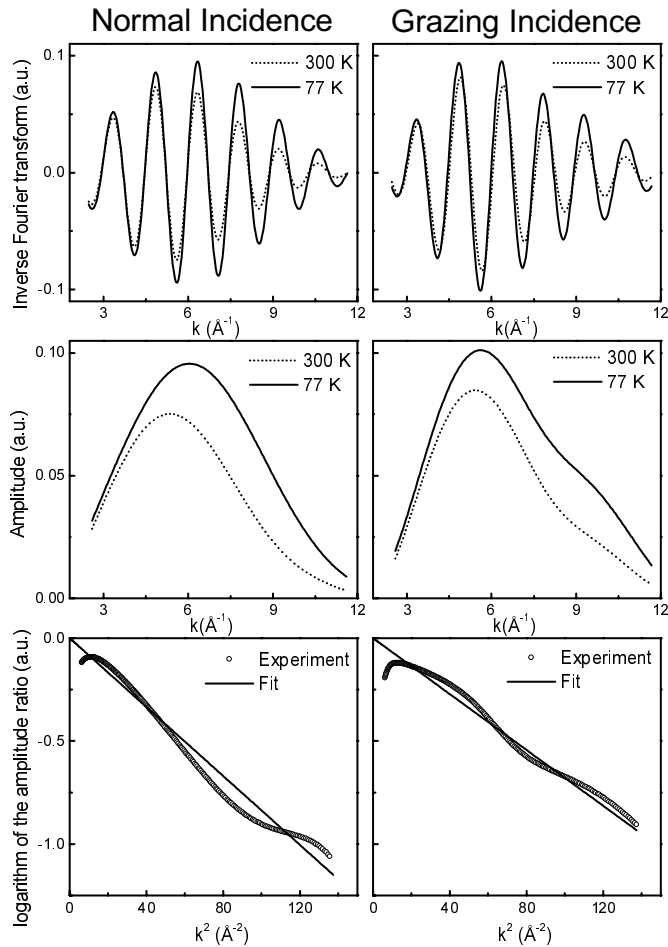 Normal Incidence
Grazing Incidence
Inverse Fourier transform (a.u.)
0.1
0.0
-0.1
300 K
77 K
3 6 9 12
k (Å⁻¹)
300 K
77 K
3 6 9 12
k (Å⁻¹)
Amplitude (a.u.)
0.10
0.05
0.00
300 K
77 K
3 6 9 12
k(Å⁻¹)
300 K
77 K
3 6 9 12
k(Å⁻¹)
logarithm of the amplitude ratio (a.u.)
0.0
-0.5
-1.0
Experiment
Fit
0 40 80 120
k² (Å⁻²)
Experiment
Fit
0 40 80 120
k² (Å⁻²)